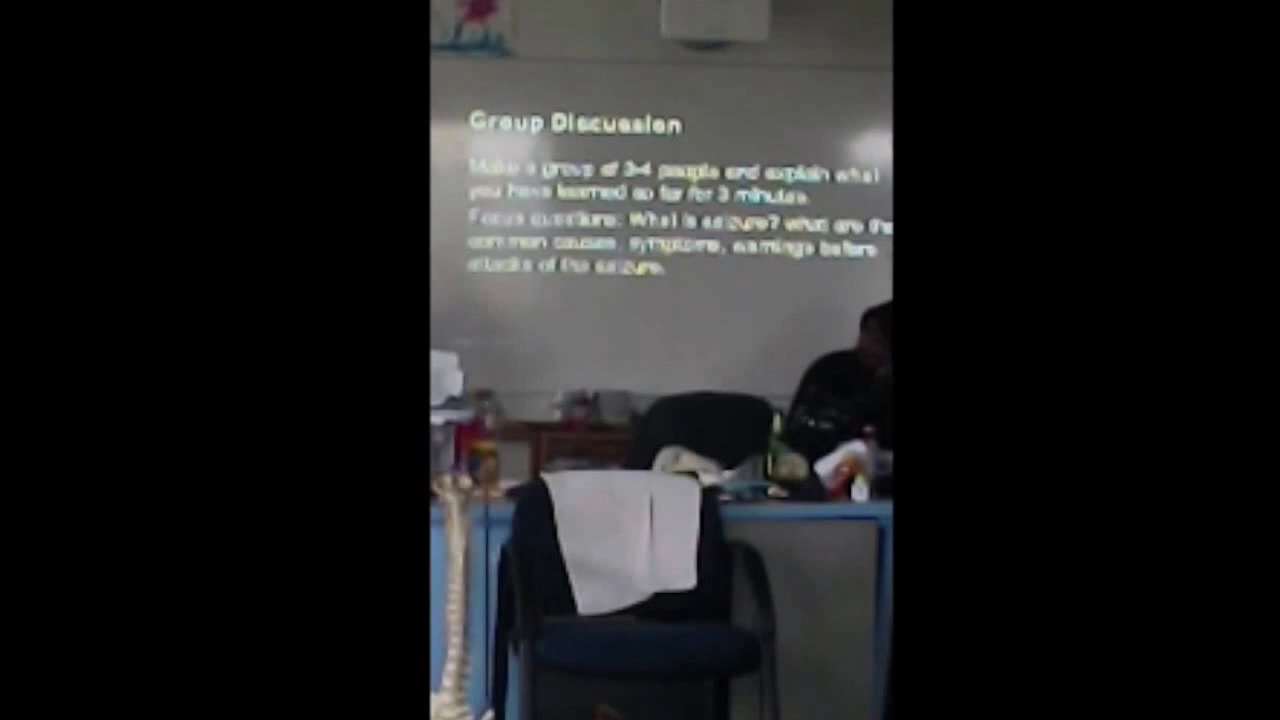 Group Discussion
Make a group of 3-4 people and explain what
you have learned so far for 3 minutes.
Focus questions: What is seizure? what are the
common causes, symptoms, warnings before
attacks of the seizure.